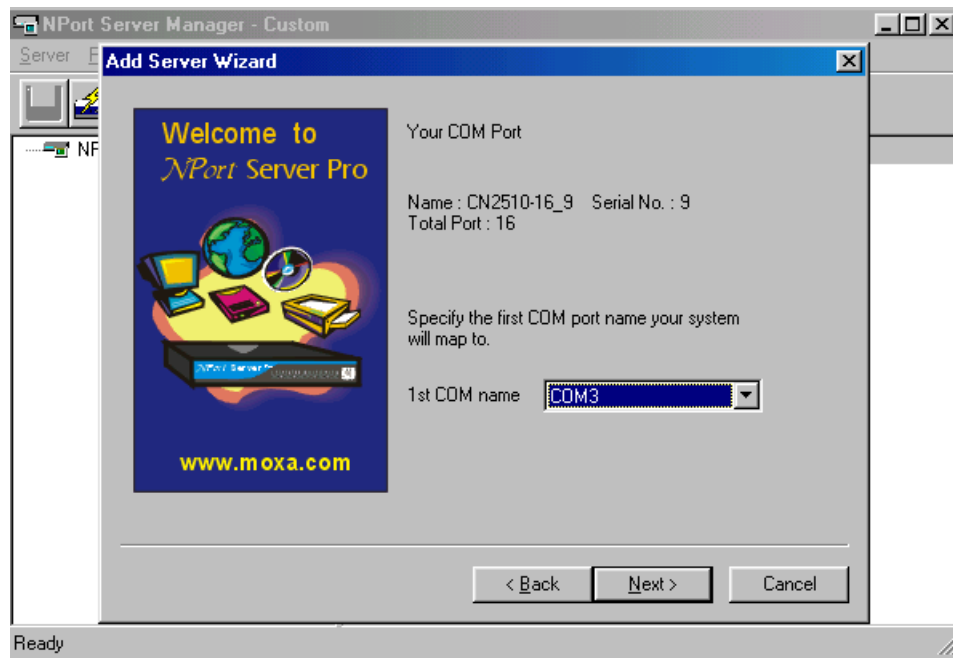 NPort Server Manager - Custom
Server F
Add Server Wizard
NP
Welcome to
NPort Server Pro
www.moxa.com
Your COM Port
Name : CN2510-16_9 Serial No. : 9
Total Port : 16
Specify the first COM port name your system
will map to.
1st COM name COM3
< Back Next > Cancel
Ready